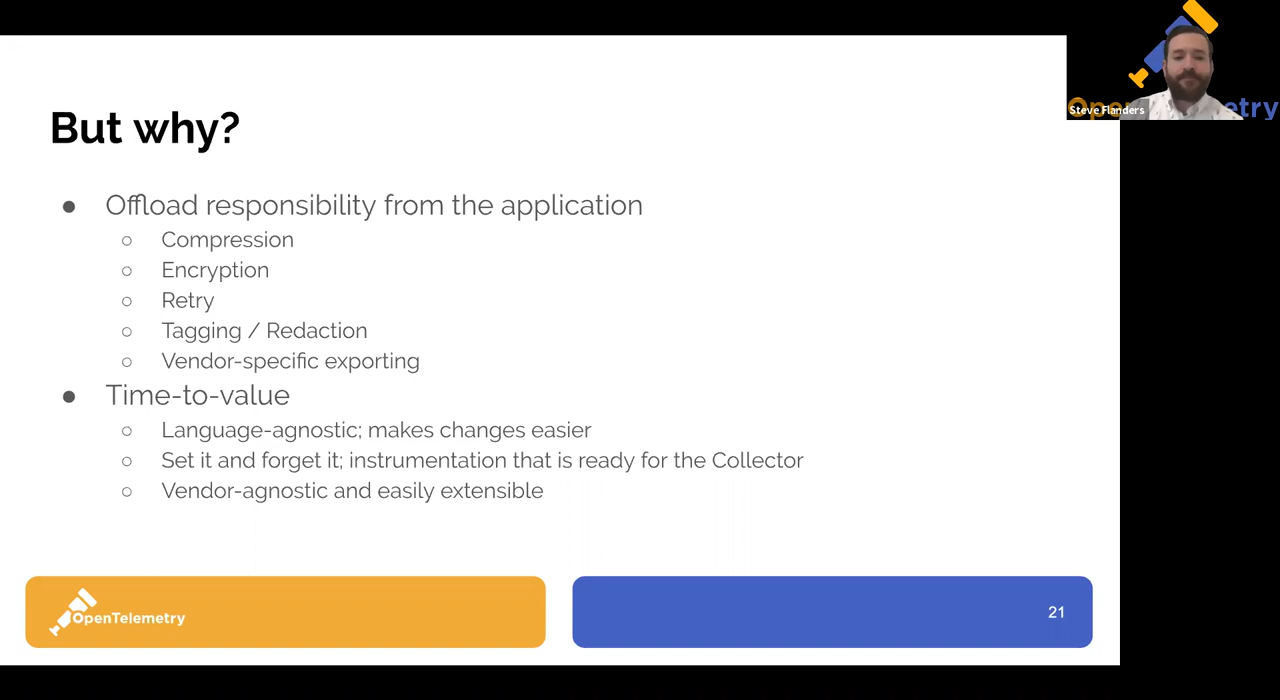 But why?
● Offload responsibility from the application
○ Compression
○ Encryption
○ Retry
○ Tagging / Redaction
○ Vendor-specific exporting
● Time-to-value
○ Language-agnostic; makes changes easier
○ Set it and forget it; instrumentation that is ready for the Collector
○ Vendor-agnostic and easily extensible
OpenTelemetry
21
Steve Flanders